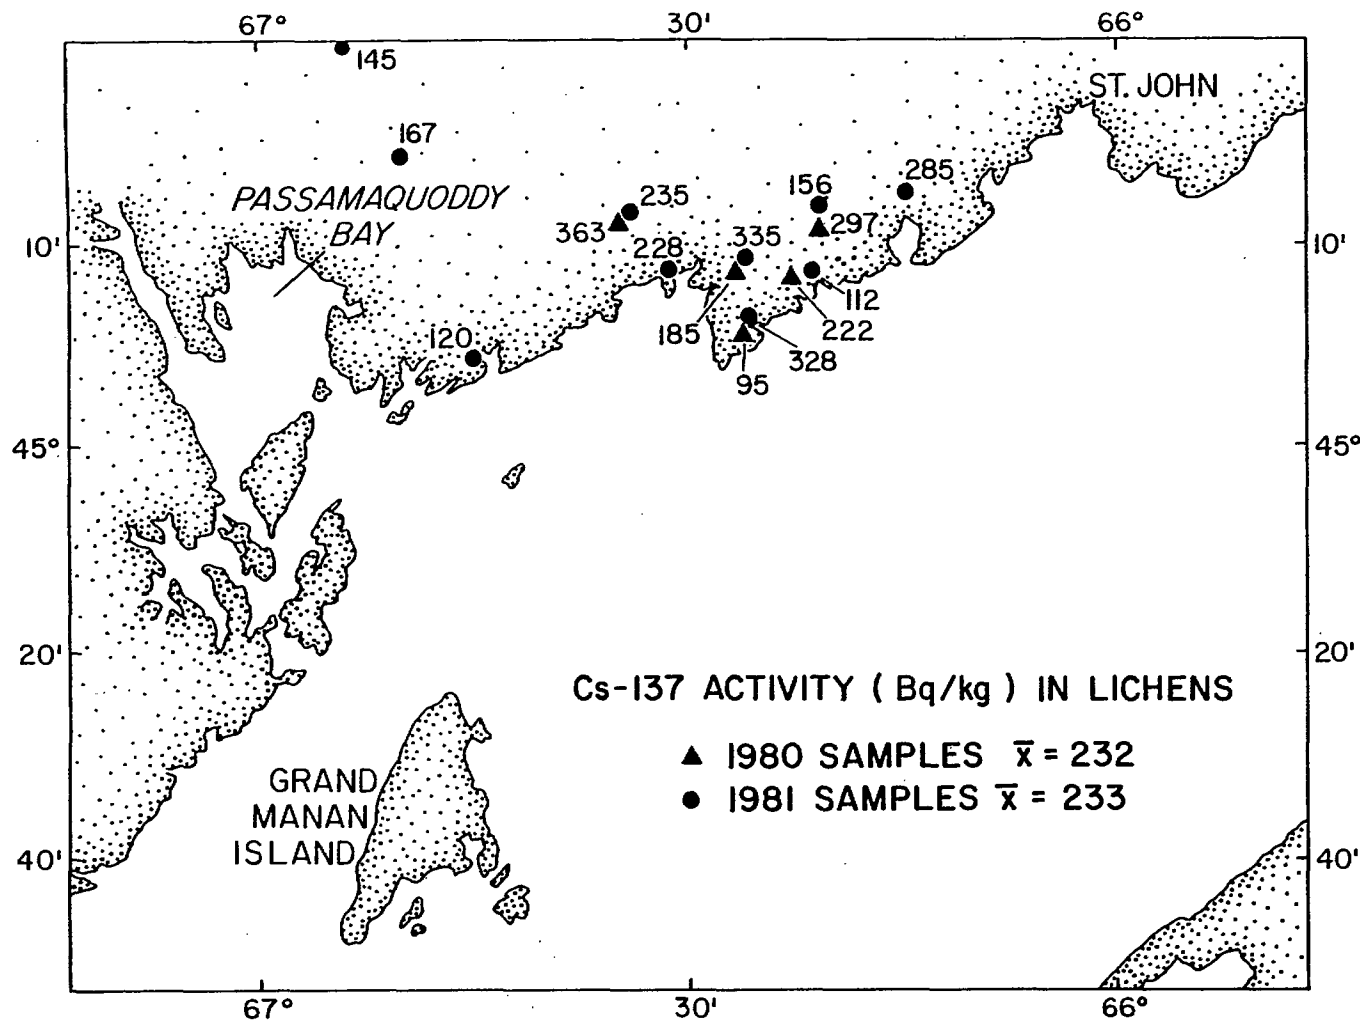 67° 30' 66°
145
ST. JOHN
167
PASSAMAQUODDY
BAY
235
363
228
156
285
297
335
10' 10'
112
185
222
328
120
95
45° 45°
20' 20'
Cs-137 ACTIVITY (Bq/kg) IN LICHENS
▲ 1980 SAMPLES x̄ = 232
● 1981 SAMPLES x̄ = 233
GRAND
MANAN
ISLAND
40' 40'
67° 30' 66°